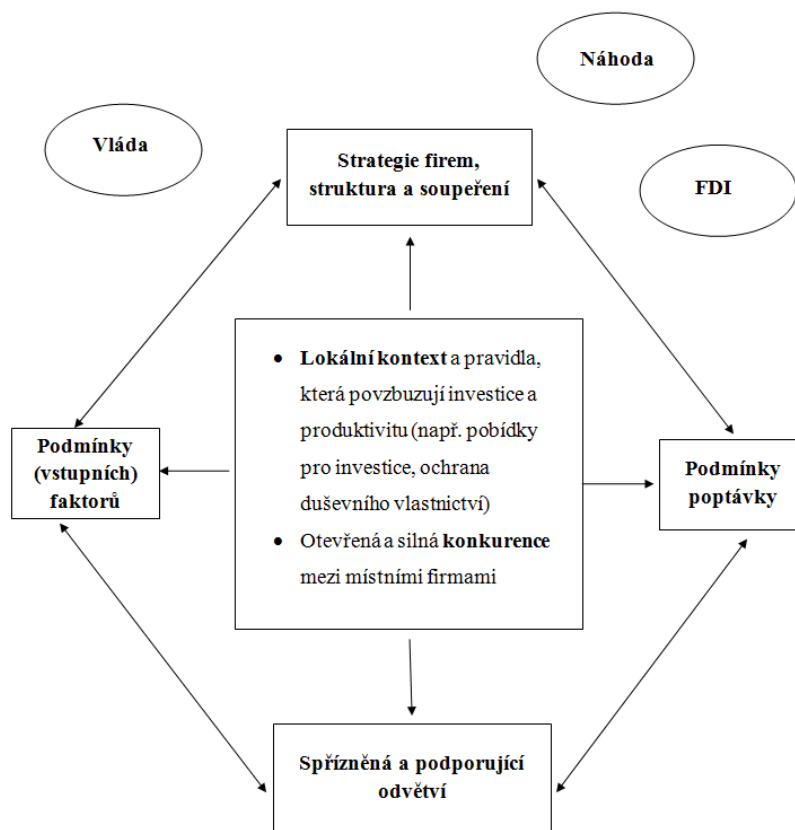 Náhoda
Vláda
Strategie firem,
struktura a soupeření
FDI
• Lokální kontext a pravidla,
která povzbuzují investice a
produktivitu (např. pobídky
pro investice, ochrana
duševního vlastnictví)
• Otevřená a silná konkurence
mezi místními firmami
Podmínky
(vstupních)
faktorů
Podmínky
poptávky
Spřízněná a podporující
odvětví